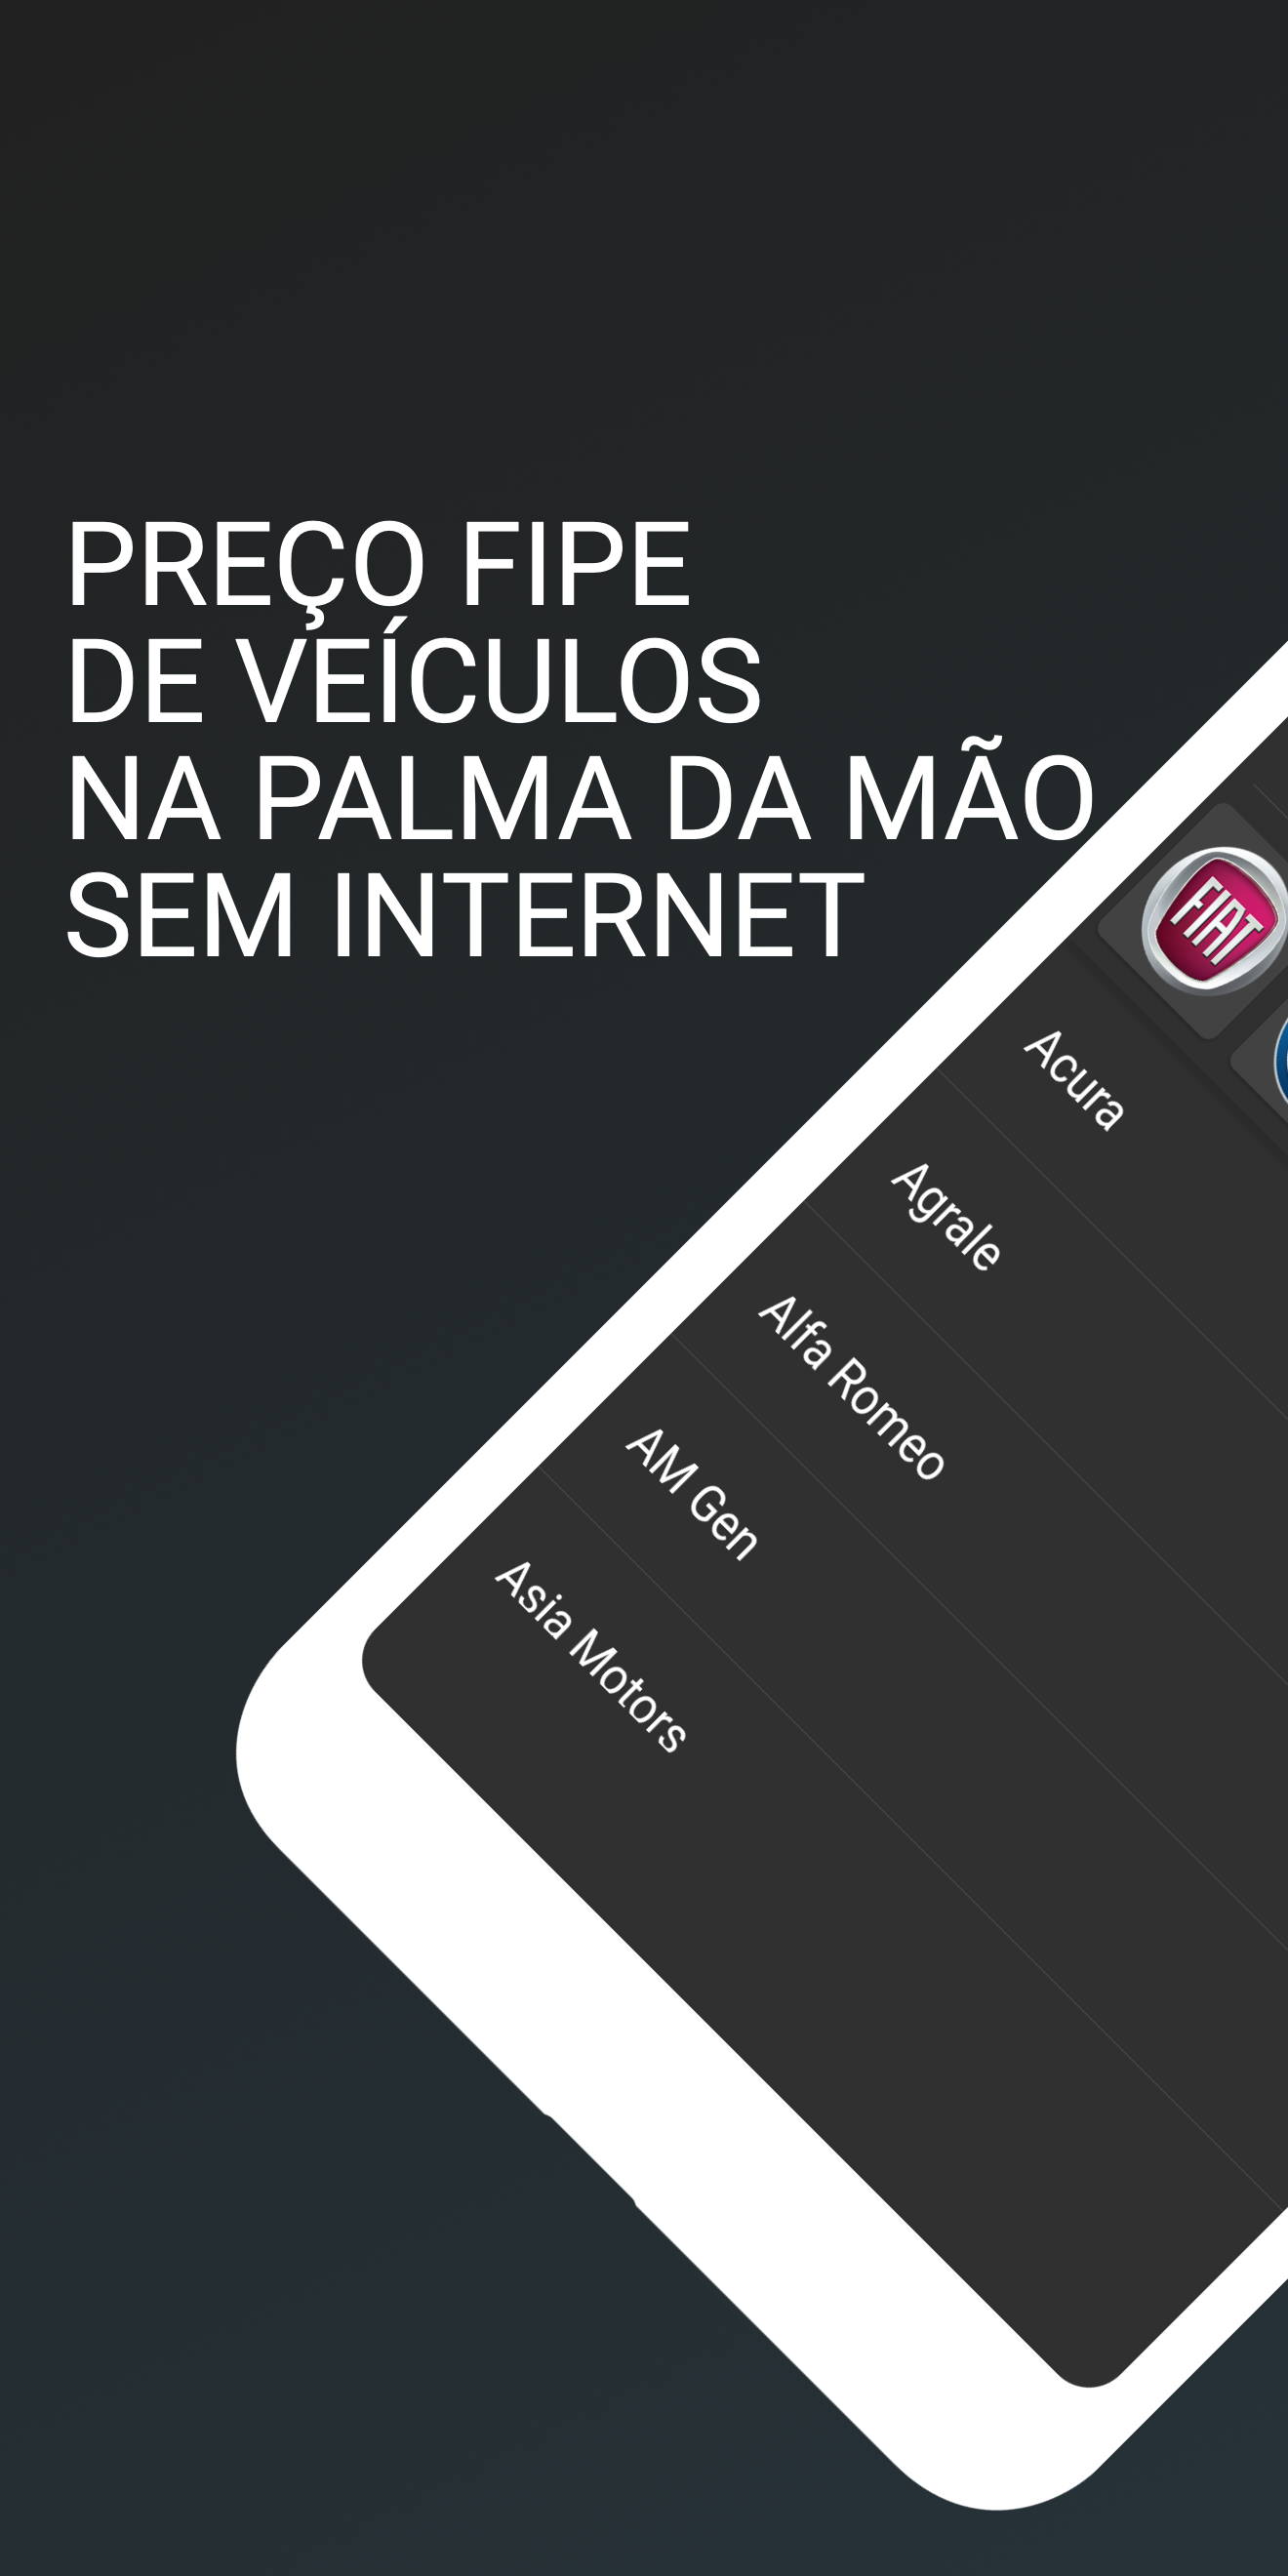 PREÇO FIPE
DE VEÍCULOS
NA PALMA DA MÃO
SEM INTERNET
FIAT
Acura
Agrale
Alfa Romeo
AM Gen
Asia Motors